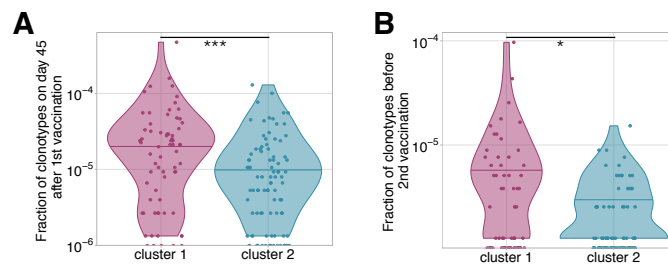 A
Fraction of clonotypes on day 45
after 1st vaccination
10⁻⁴
10⁻⁵
10⁻⁶
***
cluster 1 cluster 2
B
Fraction of clonotypes before
2nd vaccination
10⁻⁴
10⁻⁵
*
cluster 1 cluster 2